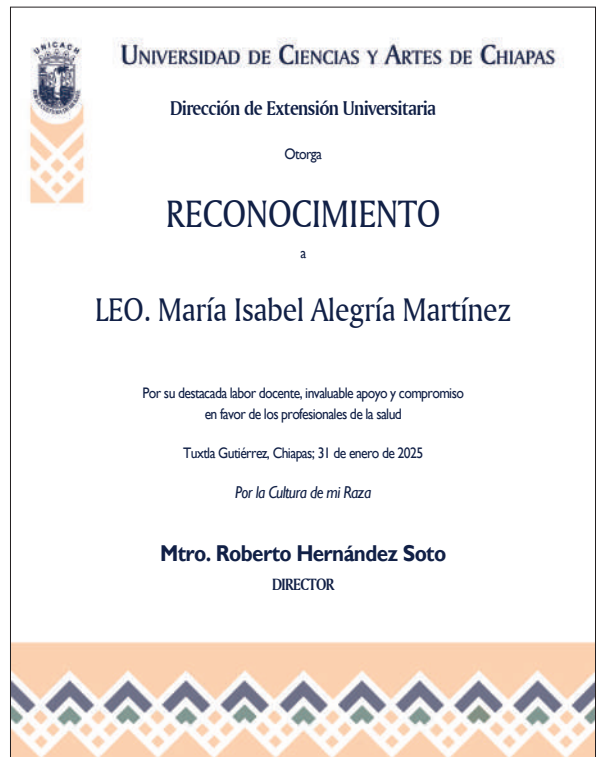 UNICACH
UNIVERSIDAD DE CIENCIAS Y ARTES DE CHIAPAS
Dirección de Extensión Universitaria
Otorga
RECONOCIMIENTO
a
LEO. María Isabel Alegría Martínez
Por su destacada labor docente, invaluable apoyo y compromiso
en favor de los profesionales de la salud
Tuxtla Gutiérrez, Chiapas; 31 de enero de 2025
Por la Cultura de mi Raza
Mtro. Roberto Hernández Soto
DIRECTOR